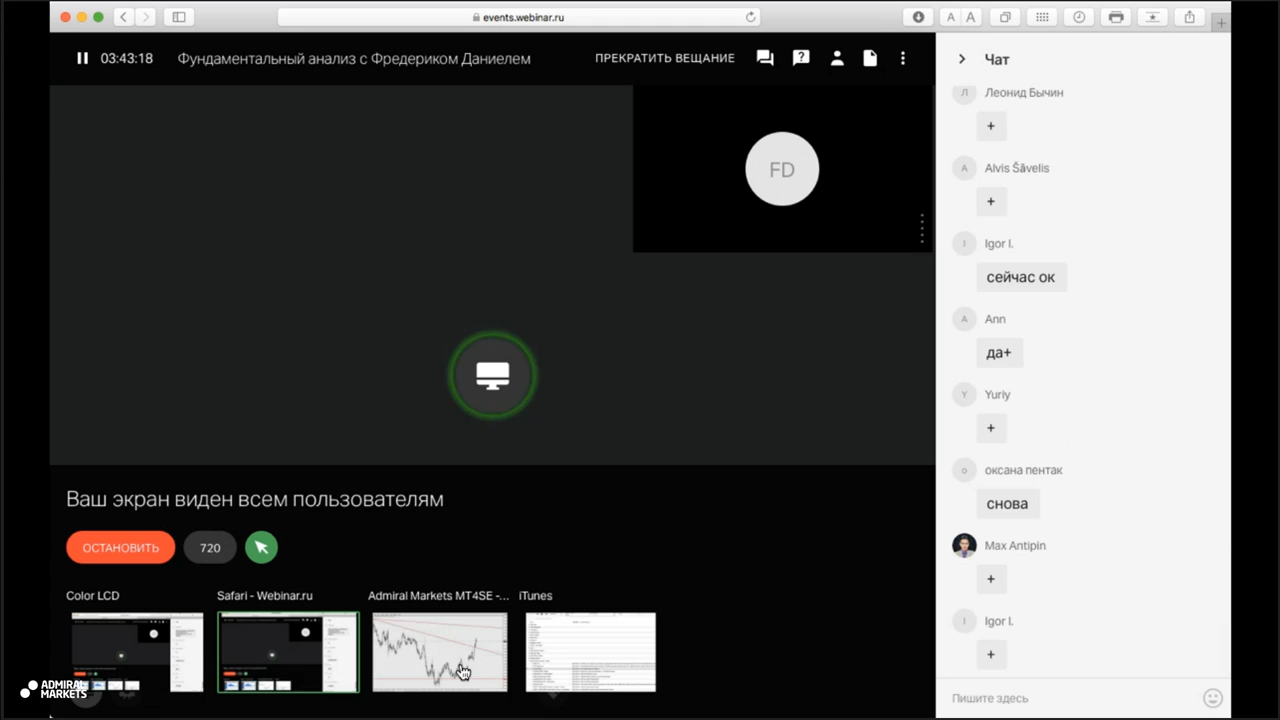 events.webinar.ru
A A
03:43:18
Фундаментальный анализ с Фредериком Даниелем
ПРЕКРАТИТЬ ВЕЩАНИЕ
FD
Ваш экран виден всем пользователям
ОСТАНОВИТЬ
720
Color LCD
Safari - Webinar.ru
Admiral Markets MT4SE -...
iTunes
ADMIRAL
MARKETS
Чат
Л
Леонид Бычин
+
A
Alvis Šāvelis
+
I
Igor I.
сейчас ок
A
Ann
да+
Y
Yuriy
+
о
оксана пентак
снова
Max Antipin
+
I
Igor I.
+
Пишите здесь